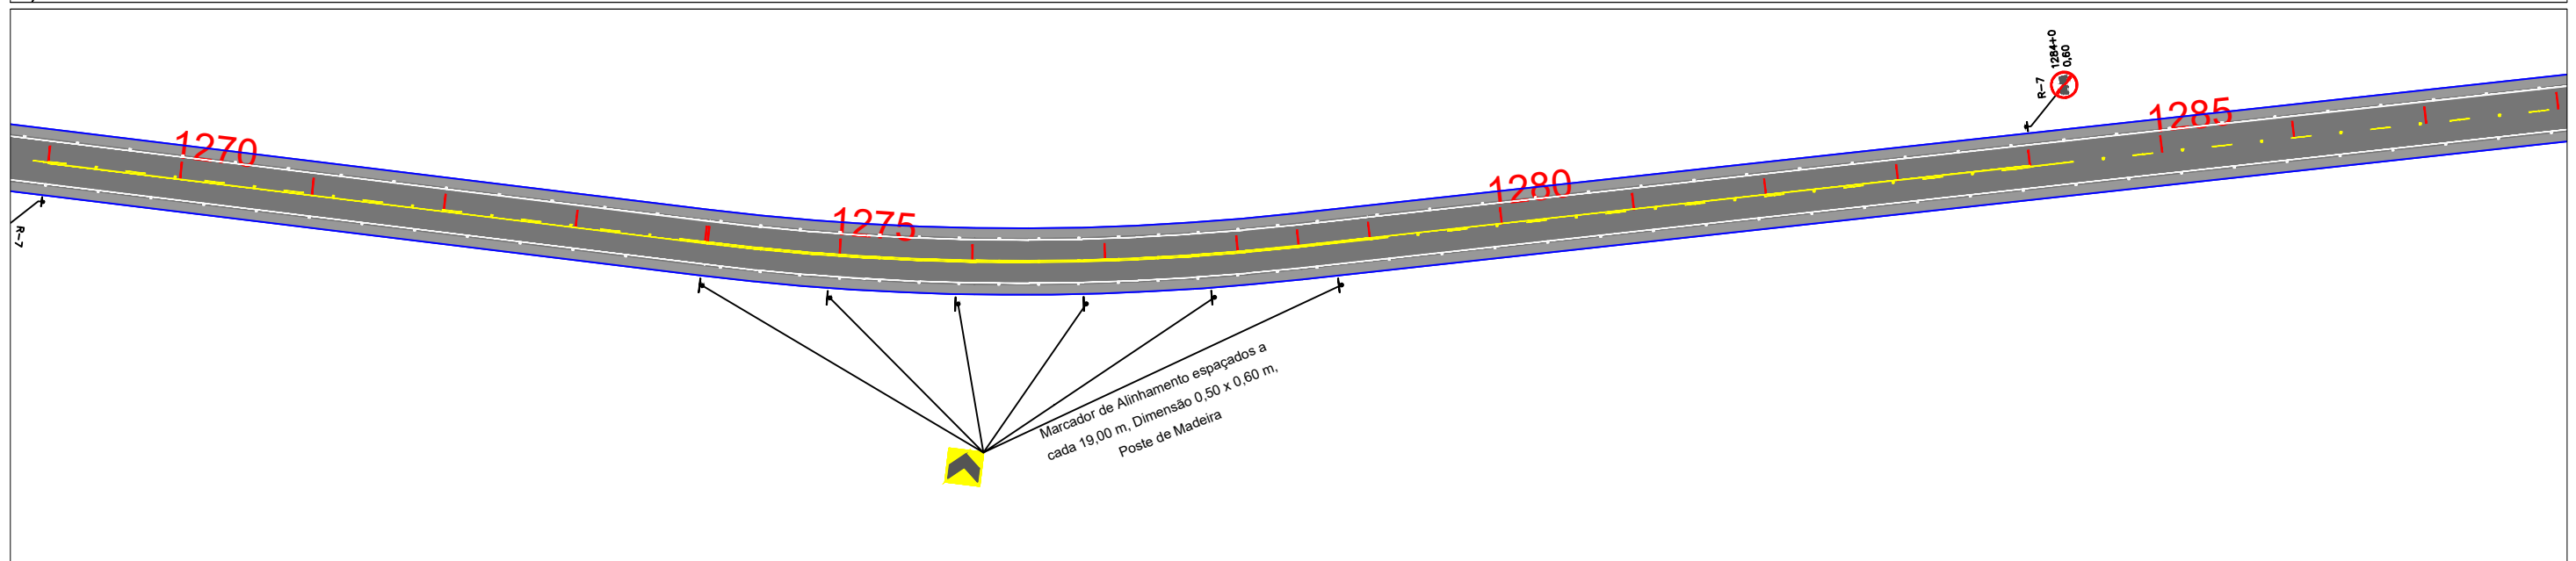 1284+0
0,60
R-7
1285
1270
1280
1275
R-7
Marcador de Alinhamento espaçados a
cada 19,00 m, Dimensão 0,50 x 0,60 m,
Poste de Madeira